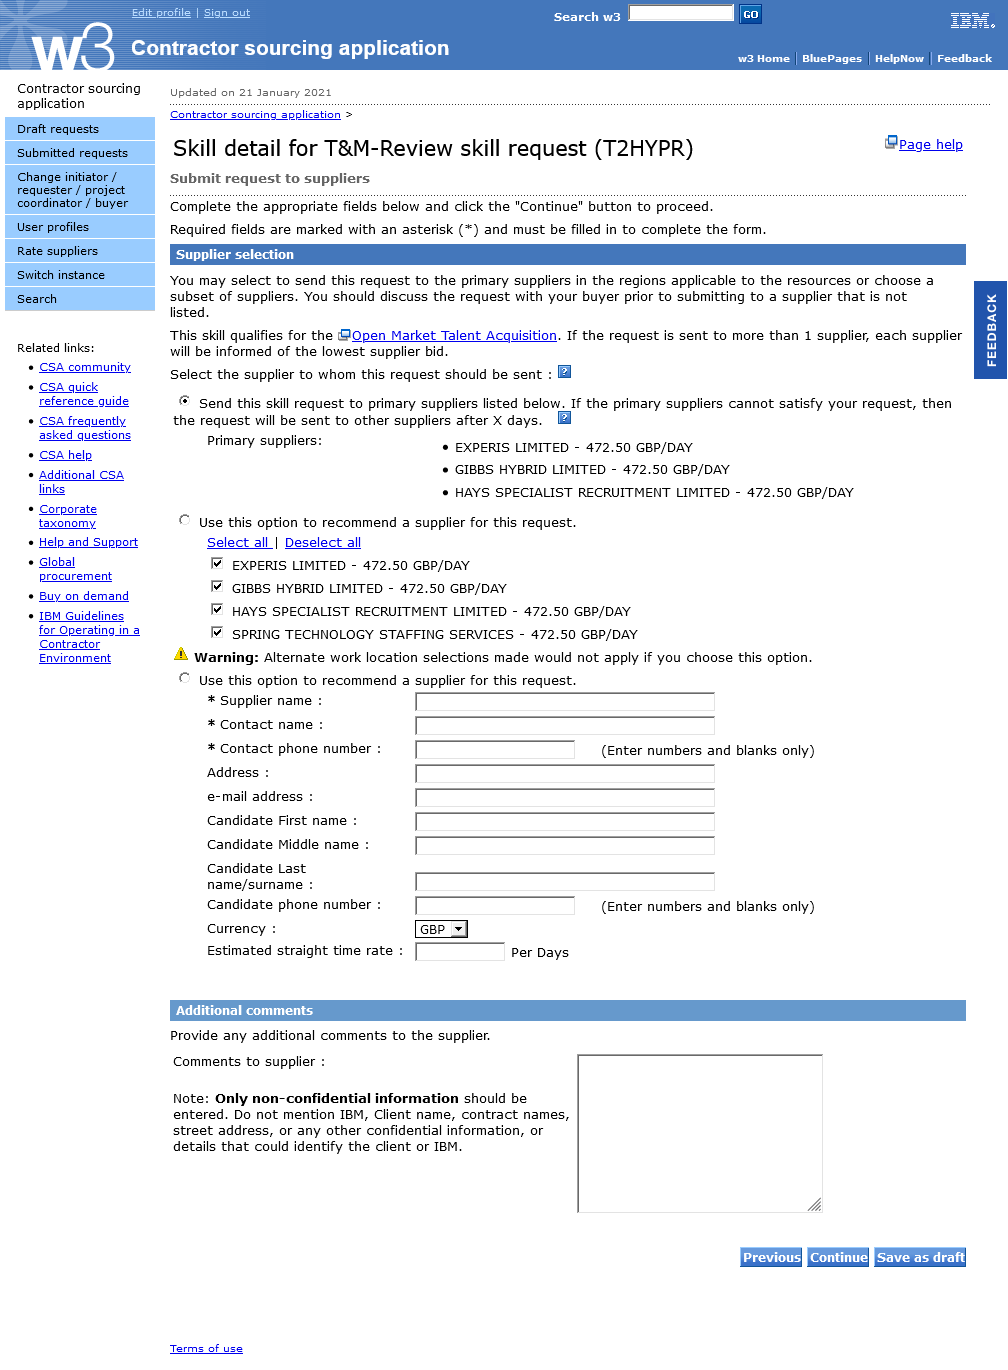 Edit profile | Sign out
Search w3
GO
IBM.
w3
Contractor sourcing application
w3 Home | BluePages | HelpNow | Feedback
Contractor sourcing
application
Draft requests
Submitted requests
Change initiator /
requester / project
coordinator / buyer
User profiles
Rate suppliers
Switch instance
Search
Related links:
• CSA community
• CSA quick
reference guide
• CSA frequently
asked questions
• CSA help
• Additional CSA
links
• Corporate
taxonomy
• Help and Support
• Global
procurement
• Buy on demand
• IBM Guidelines
for Operating in a
Contractor
Environment
Updated on 21 January 2021
Contractor sourcing application >
Skill detail for T&M-Review skill request (T2HYPR)
Page help
Submit request to suppliers
Complete the appropriate fields below and click the "Continue" button to proceed.
Required fields are marked with an asterisk (*) and must be filled in to complete the form.
Supplier selection
You may select to send this request to the primary suppliers in the regions applicable to the resources or choose a
subset of suppliers. You should discuss the request with your buyer prior to submitting to a supplier that is not
listed.
This skill qualifies for the Open Market Talent Acquisition. If the request is sent to more than 1 supplier, each supplier
will be informed of the lowest supplier bid.
Select the supplier to whom this request should be sent : ?
Send this skill request to primary suppliers listed below. If the primary suppliers cannot satisfy your request, then
the request will be sent to other suppliers after X days. ?
Primary suppliers:
• EXPERIS LIMITED - 472.50 GBP/DAY
• GIBBS HYBRID LIMITED - 472.50 GBP/DAY
• HAYS SPECIALIST RECRUITMENT LIMITED - 472.50 GBP/DAY
Use this option to recommend a supplier for this request.
Select all | Deselect all
EXPERIS LIMITED - 472.50 GBP/DAY
GIBBS HYBRID LIMITED - 472.50 GBP/DAY
HAYS SPECIALIST RECRUITMENT LIMITED - 472.50 GBP/DAY
SPRING TECHNOLOGY STAFFING SERVICES - 472.50 GBP/DAY
Warning: Alternate work location selections made would not apply if you choose this option.
Use this option to recommend a supplier for this request.
* Supplier name :
* Contact name :
* Contact phone number : (Enter numbers and blanks only)
Address :
e-mail address :
Candidate First name :
Candidate Middle name :
Candidate Last
name/surname :
Candidate phone number : (Enter numbers and blanks only)
Currency : GBP
Estimated straight time rate : Per Days
Additional comments
Provide any additional comments to the supplier.
Comments to supplier :
Note: Only non-confidential information should be
entered. Do not mention IBM, Client name, contract names,
street address, or any other confidential information, or
details that could identify the client or IBM.
Previous Continue Save as draft
Terms of use
FEEDBACK